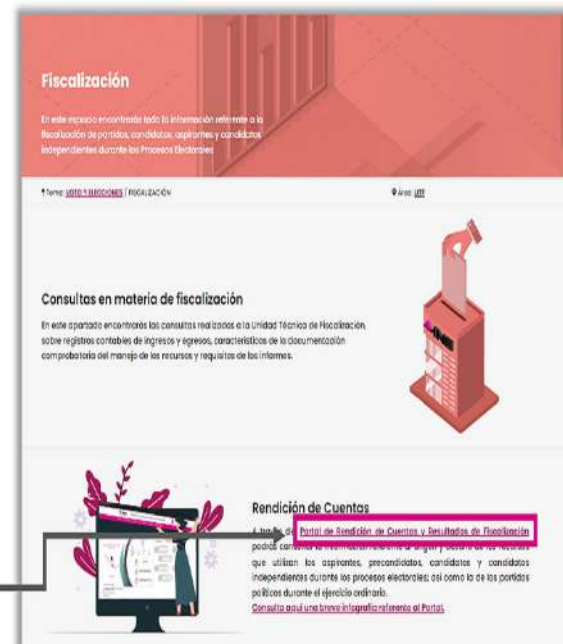 Fiscalización
En este espacio encontrarás toda la información referente a la
fiscalización de partidos, candidatos, aspirantes y candidatos
independientes durante los Procesos Electorales
Tema: VOTO Y ELECCIONES / FISCALIZACIÓN
Área: UTF
Consultas en materia de fiscalización
En este apartado encontrarás las consultas realizadas a la Unidad Técnica de Fiscalización,
sobre registros contables de ingresos y egresos, características de la documentación
comprobatoria del manejo de los recursos y requisitos de los informes.
INE
Rendición de Cuentas
A través del Portal de Rendición de Cuentas y Resultados de Fiscalización
podrás consultar la información referente al origen y destino de los recursos
que utilizan los aspirantes, precandidatos, candidatos y candidatos
independientes durante los procesos electorales; así como la de los partidos
políticos durante el ejercicio ordinario.
Consulta aquí una breve infografía referente al Portal.